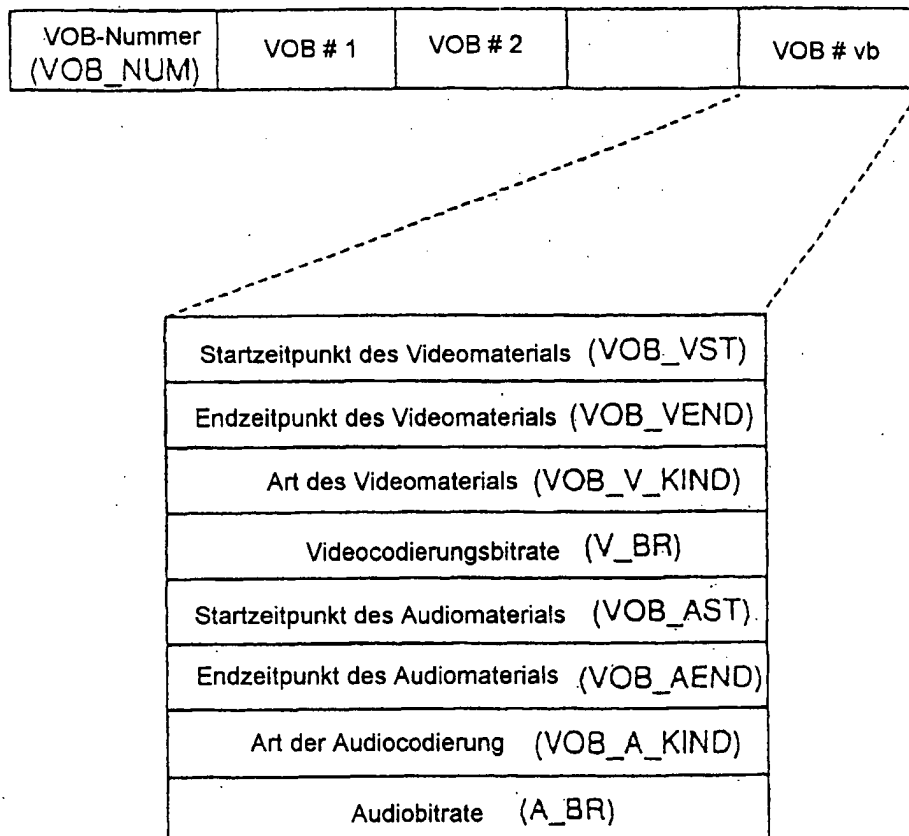 VOB-Nummer
(VOB_NUM)
VOB # 1
VOB # 2
VOB # vb
Startzeitpunkt des Videomaterials (VOB_VST)
Endzeitpunkt des Videomaterials (VOB_VEND)
Art des Videomaterials (VOB_V_KIND)
Videocodierungsbitrate (V_BR)
Startzeitpunkt des Audiomaterials (VOB_AST)
Endzeitpunkt des Audiomaterials (VOB_AEND)
Art der Audiocodierung (VOB_A_KIND)
Audiobitrate (A_BR)